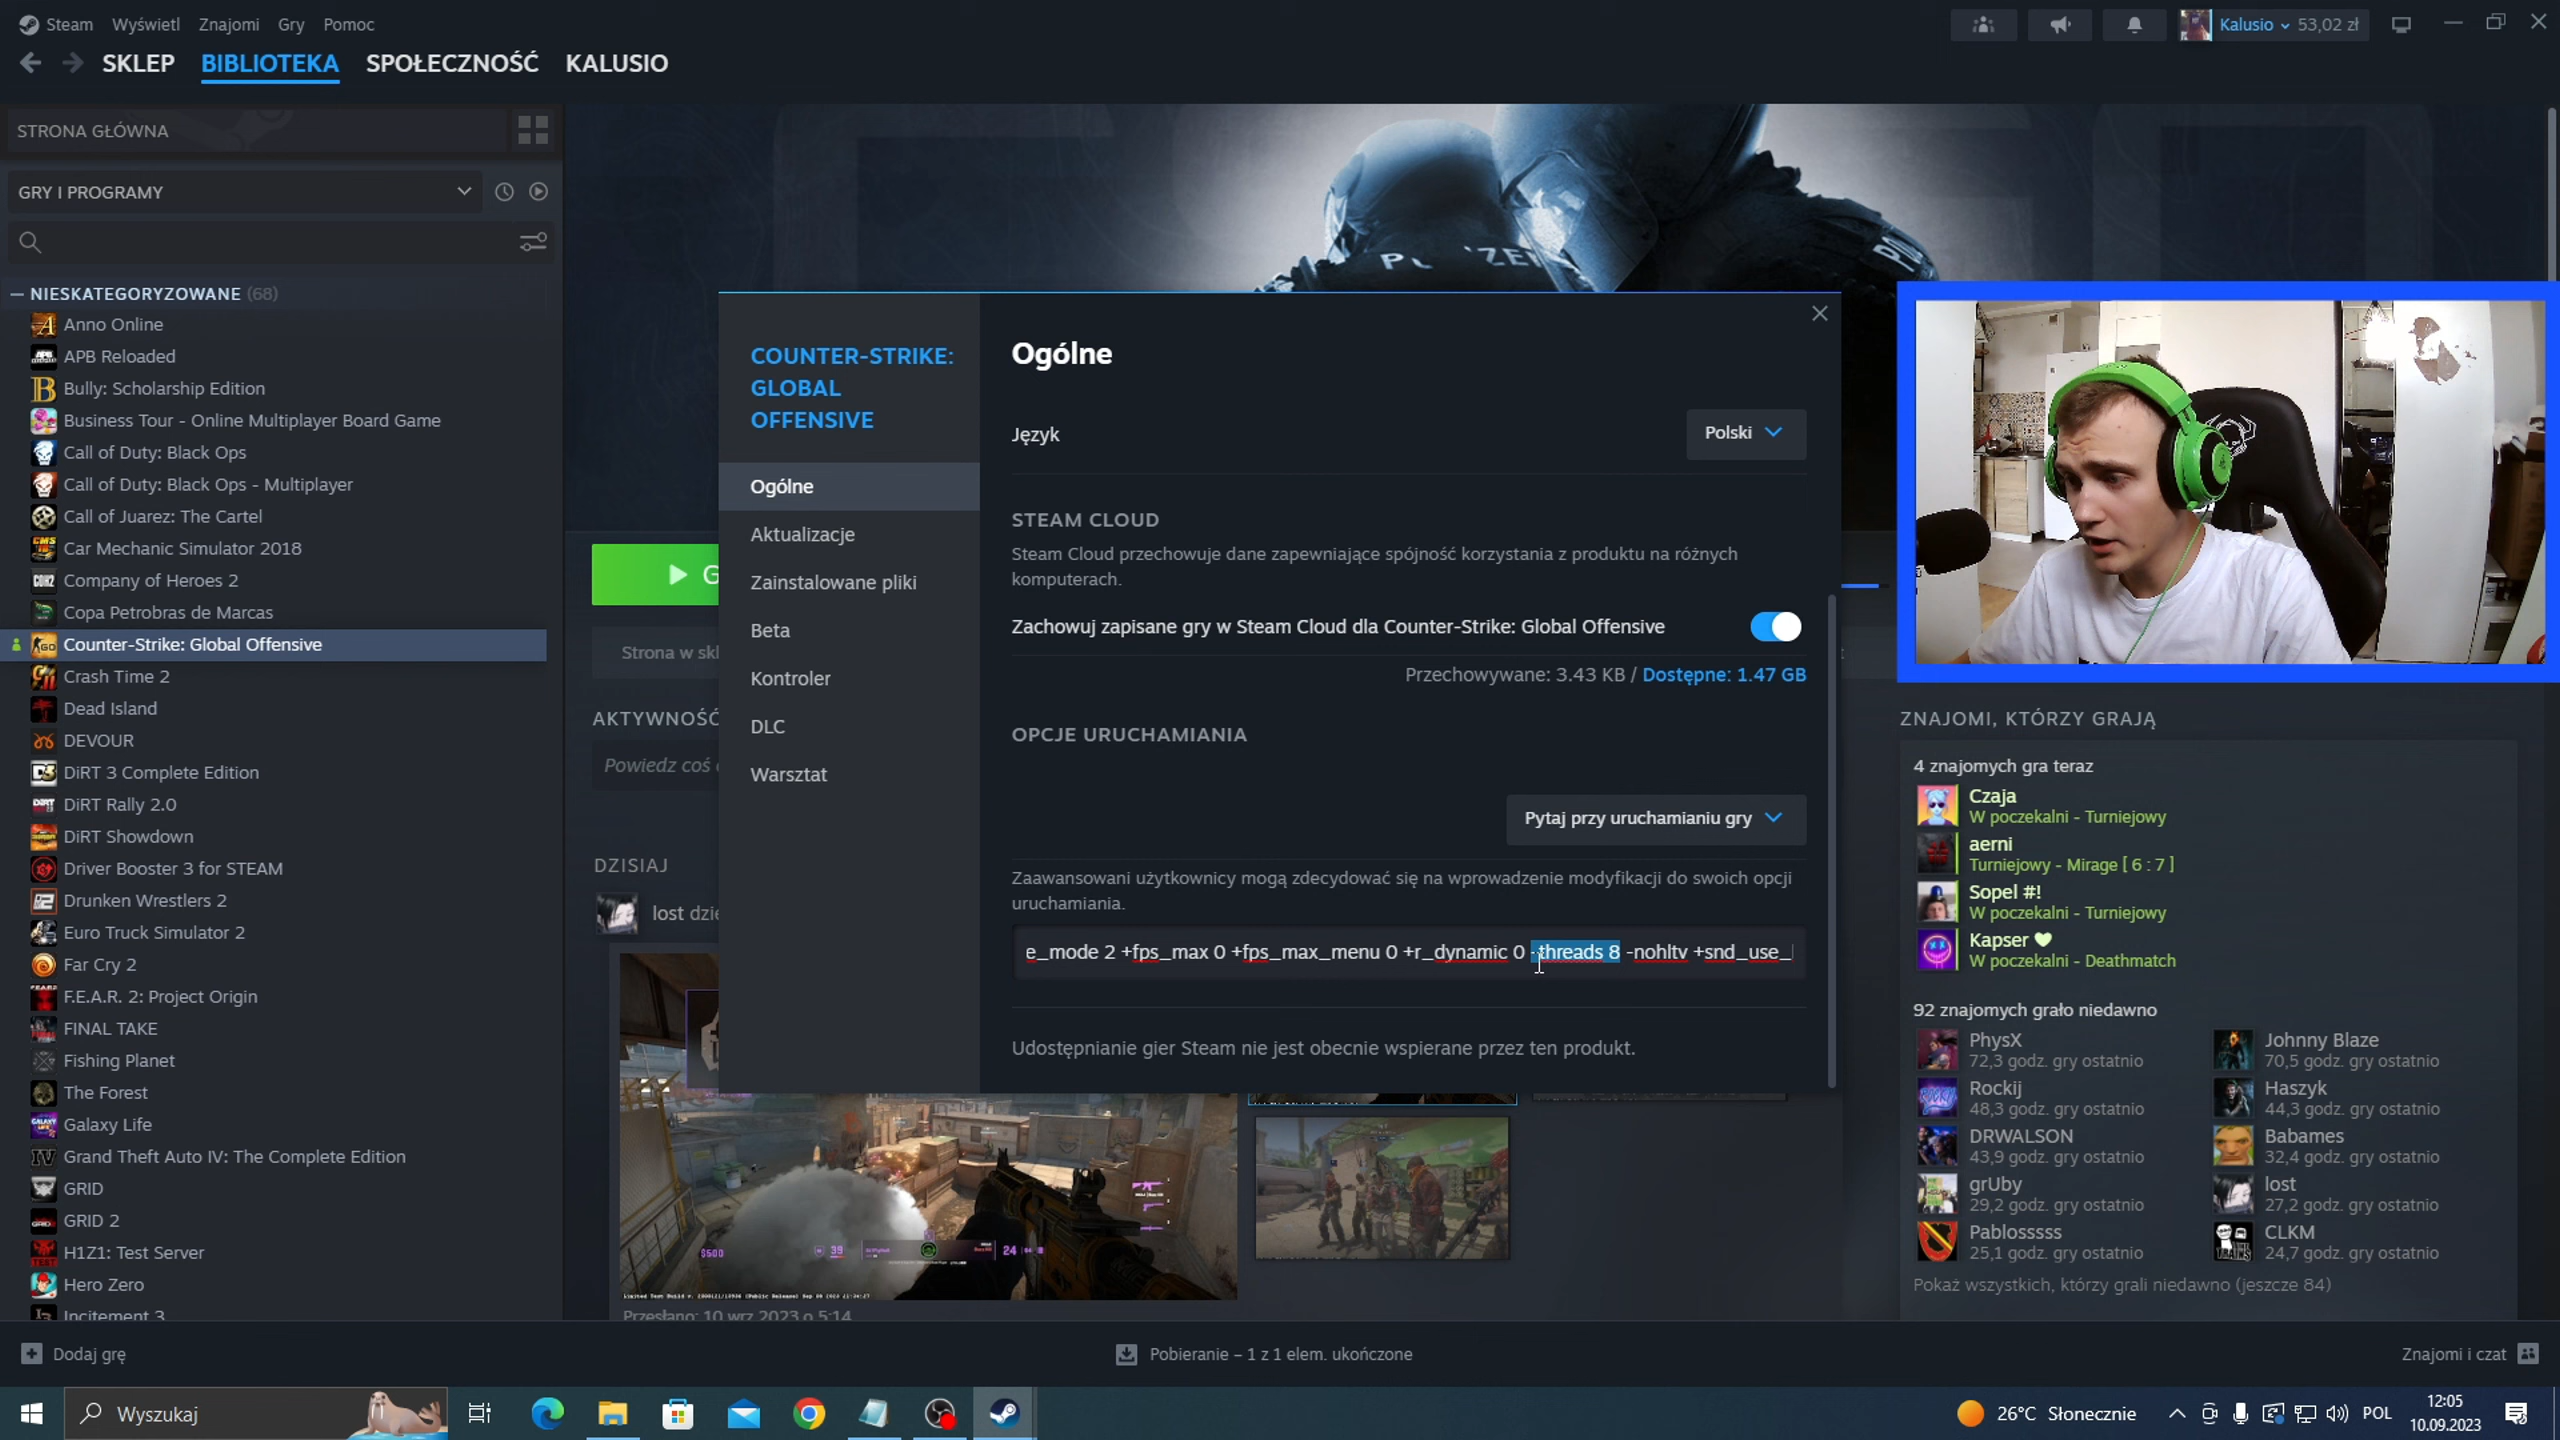 Steam Wyświetl Znajomi Gry Pomoc
Kalusio 53,02 zł
SKLEP BIBLIOTEKA SPOŁECZNOŚĆ KALUSIO
STRONA GŁÓWNA
GRY I PROGRAMY
NIESKATEGORYZOWANE (68)
Anno Online
APB Reloaded
Bully: Scholarship Edition
Business Tour - Online Multiplayer Board Game
Call of Duty: Black Ops
Call of Duty: Black Ops - Multiplayer
Call of Juarez: The Cartel
Car Mechanic Simulator 2018
Company of Heroes 2
Copa Petrobras de Marcas
Counter-Strike: Global Offensive
Crash Time 2
Dead Island
DEVOUR
DiRT 3 Complete Edition
DiRT Rally 2.0
DiRT Showdown
Driver Booster 3 for STEAM
Drunken Wrestlers 2
Euro Truck Simulator 2
Far Cry 2
F.E.A.R. 2: Project Origin
FINAL TAKE
Fishing Planet
The Forest
Galaxy Life
Grand Theft Auto IV: The Complete Edition
GRID
GRID 2
H1Z1: Test Server
Hero Zero
Incitement 3
G
Strona w skl
AKTYWNOŚĆ
Powiedz coś
DZISIAJ
lost dzie
COUNTER-STRIKE:
GLOBAL
OFFENSIVE
Ogólne
Aktualizacje
Zainstalowane pliki
Beta
Kontroler
DLC
Warsztat
Ogólne
Język
Polski
STEAM CLOUD
Steam Cloud przechowuje dane zapewniające spójność korzystania z produktu na różnych
komputerach.
Zachowuj zapisane gry w Steam Cloud dla Counter-Strike: Global Offensive
Przechowywane: 3.43 KB / Dostępne: 1.47 GB
OPCJE URUCHAMIANIA
Pytaj przy uruchamianiu gry
Zaawansowani użytkownicy mogą zdecydować się na wprowadzenie modyfikacji do swoich opcji
uruchamiania.
e_mode 2 +fps_max 0 +fps_max_menu 0 +r_dynamic 0 -threads 8 -nohltv +snd_use_
Udostępnianie gier Steam nie jest obecnie wspierane przez ten produkt.
$500
39
24
Przesłano: 10 wrz 2023 o 5:14
ZNAJOMI, KTÓRZY GRAJĄ
4 znajomych gra teraz
Czaja
W poczekalni - Turniejowy
aerni
Turniejowy - Mirage [ 6 : 7 ]
Sopel #!
W poczekalni - Turniejowy
Kapser ♥
W poczekalni - Deathmatch
92 znajomych grało niedawno
PhysX
72,3 godz. gry ostatnio
Johnny Blaze
70,5 godz. gry ostatnio
Rockij
48,3 godz. gry ostatnio
Haszyk
44,3 godz. gry ostatnio
DRWALSON
43,9 godz. gry ostatnio
Babames
32,4 godz. gry ostatnio
grUby
29,2 godz. gry ostatnio
lost
27,2 godz. gry ostatnio
Pablosssss
25,1 godz. gry ostatnio
CLKM
24,7 godz. gry ostatnio
Pokaż wszystkich, którzy grali niedawno (jeszcze 84)
Dodaj grę
Pobieranie – 1 z 1 elem. ukończone
Znajomi i czat
Wyszukaj
26°C Słonecznie
POL
12:05
10.09.2023